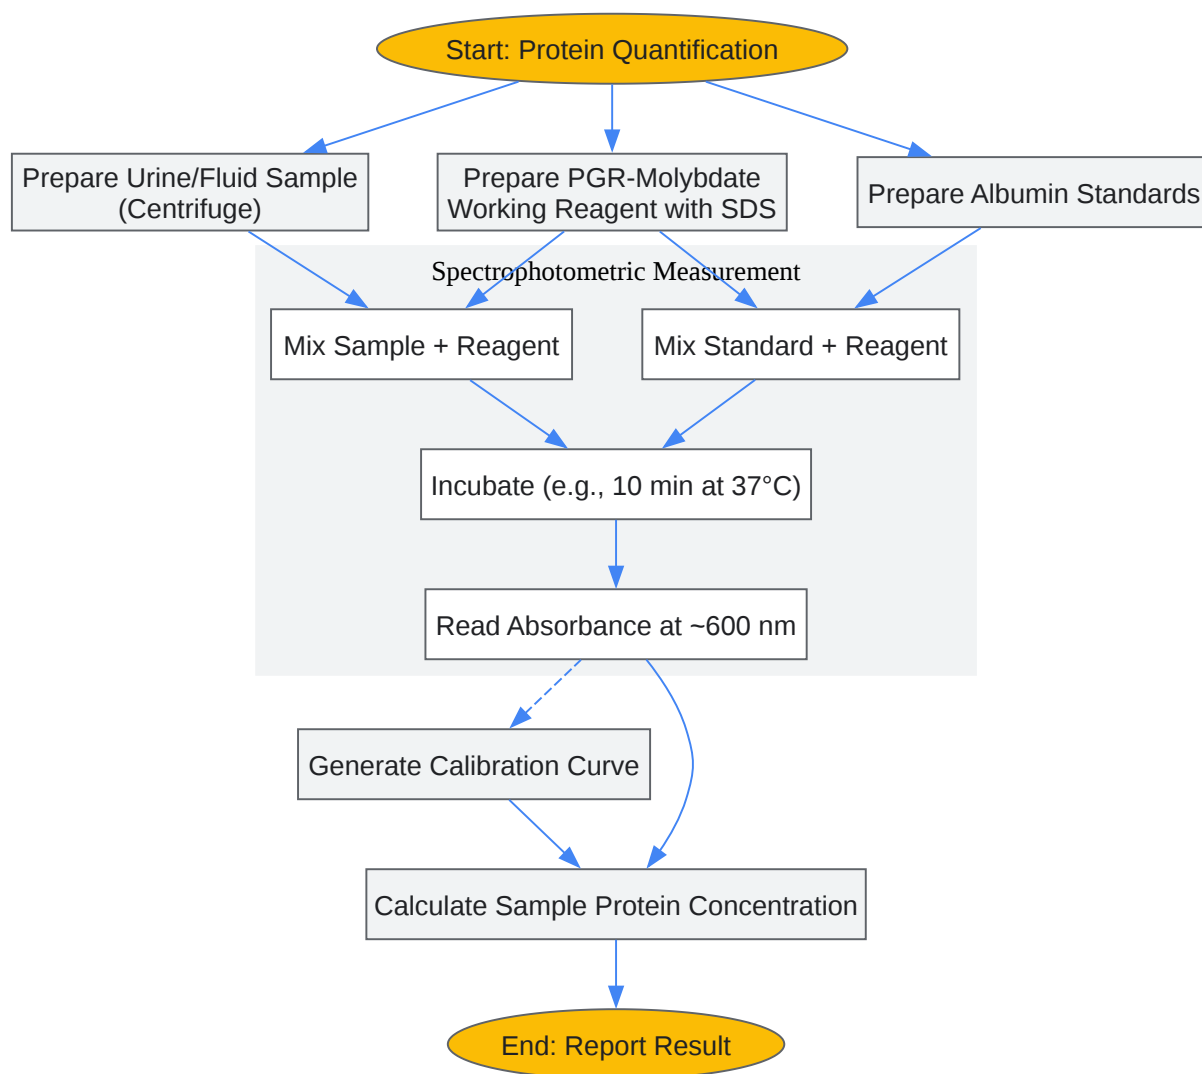 Start: Protein Quantification
Prepare Urine/Fluid Sample
(Centrifuge)
Prepare PGR-Molybdate
Working Reagent with SDS
Prepare Albumin Standards
Spectrophotometric Measurement
Mix Sample + Reagent
Mix Standard + Reagent
Incubate (e.g., 10 min at 37°C)
Read Absorbance at ~600 nm
Generate Calibration Curve
Calculate Sample Protein Concentration
End: Report Result